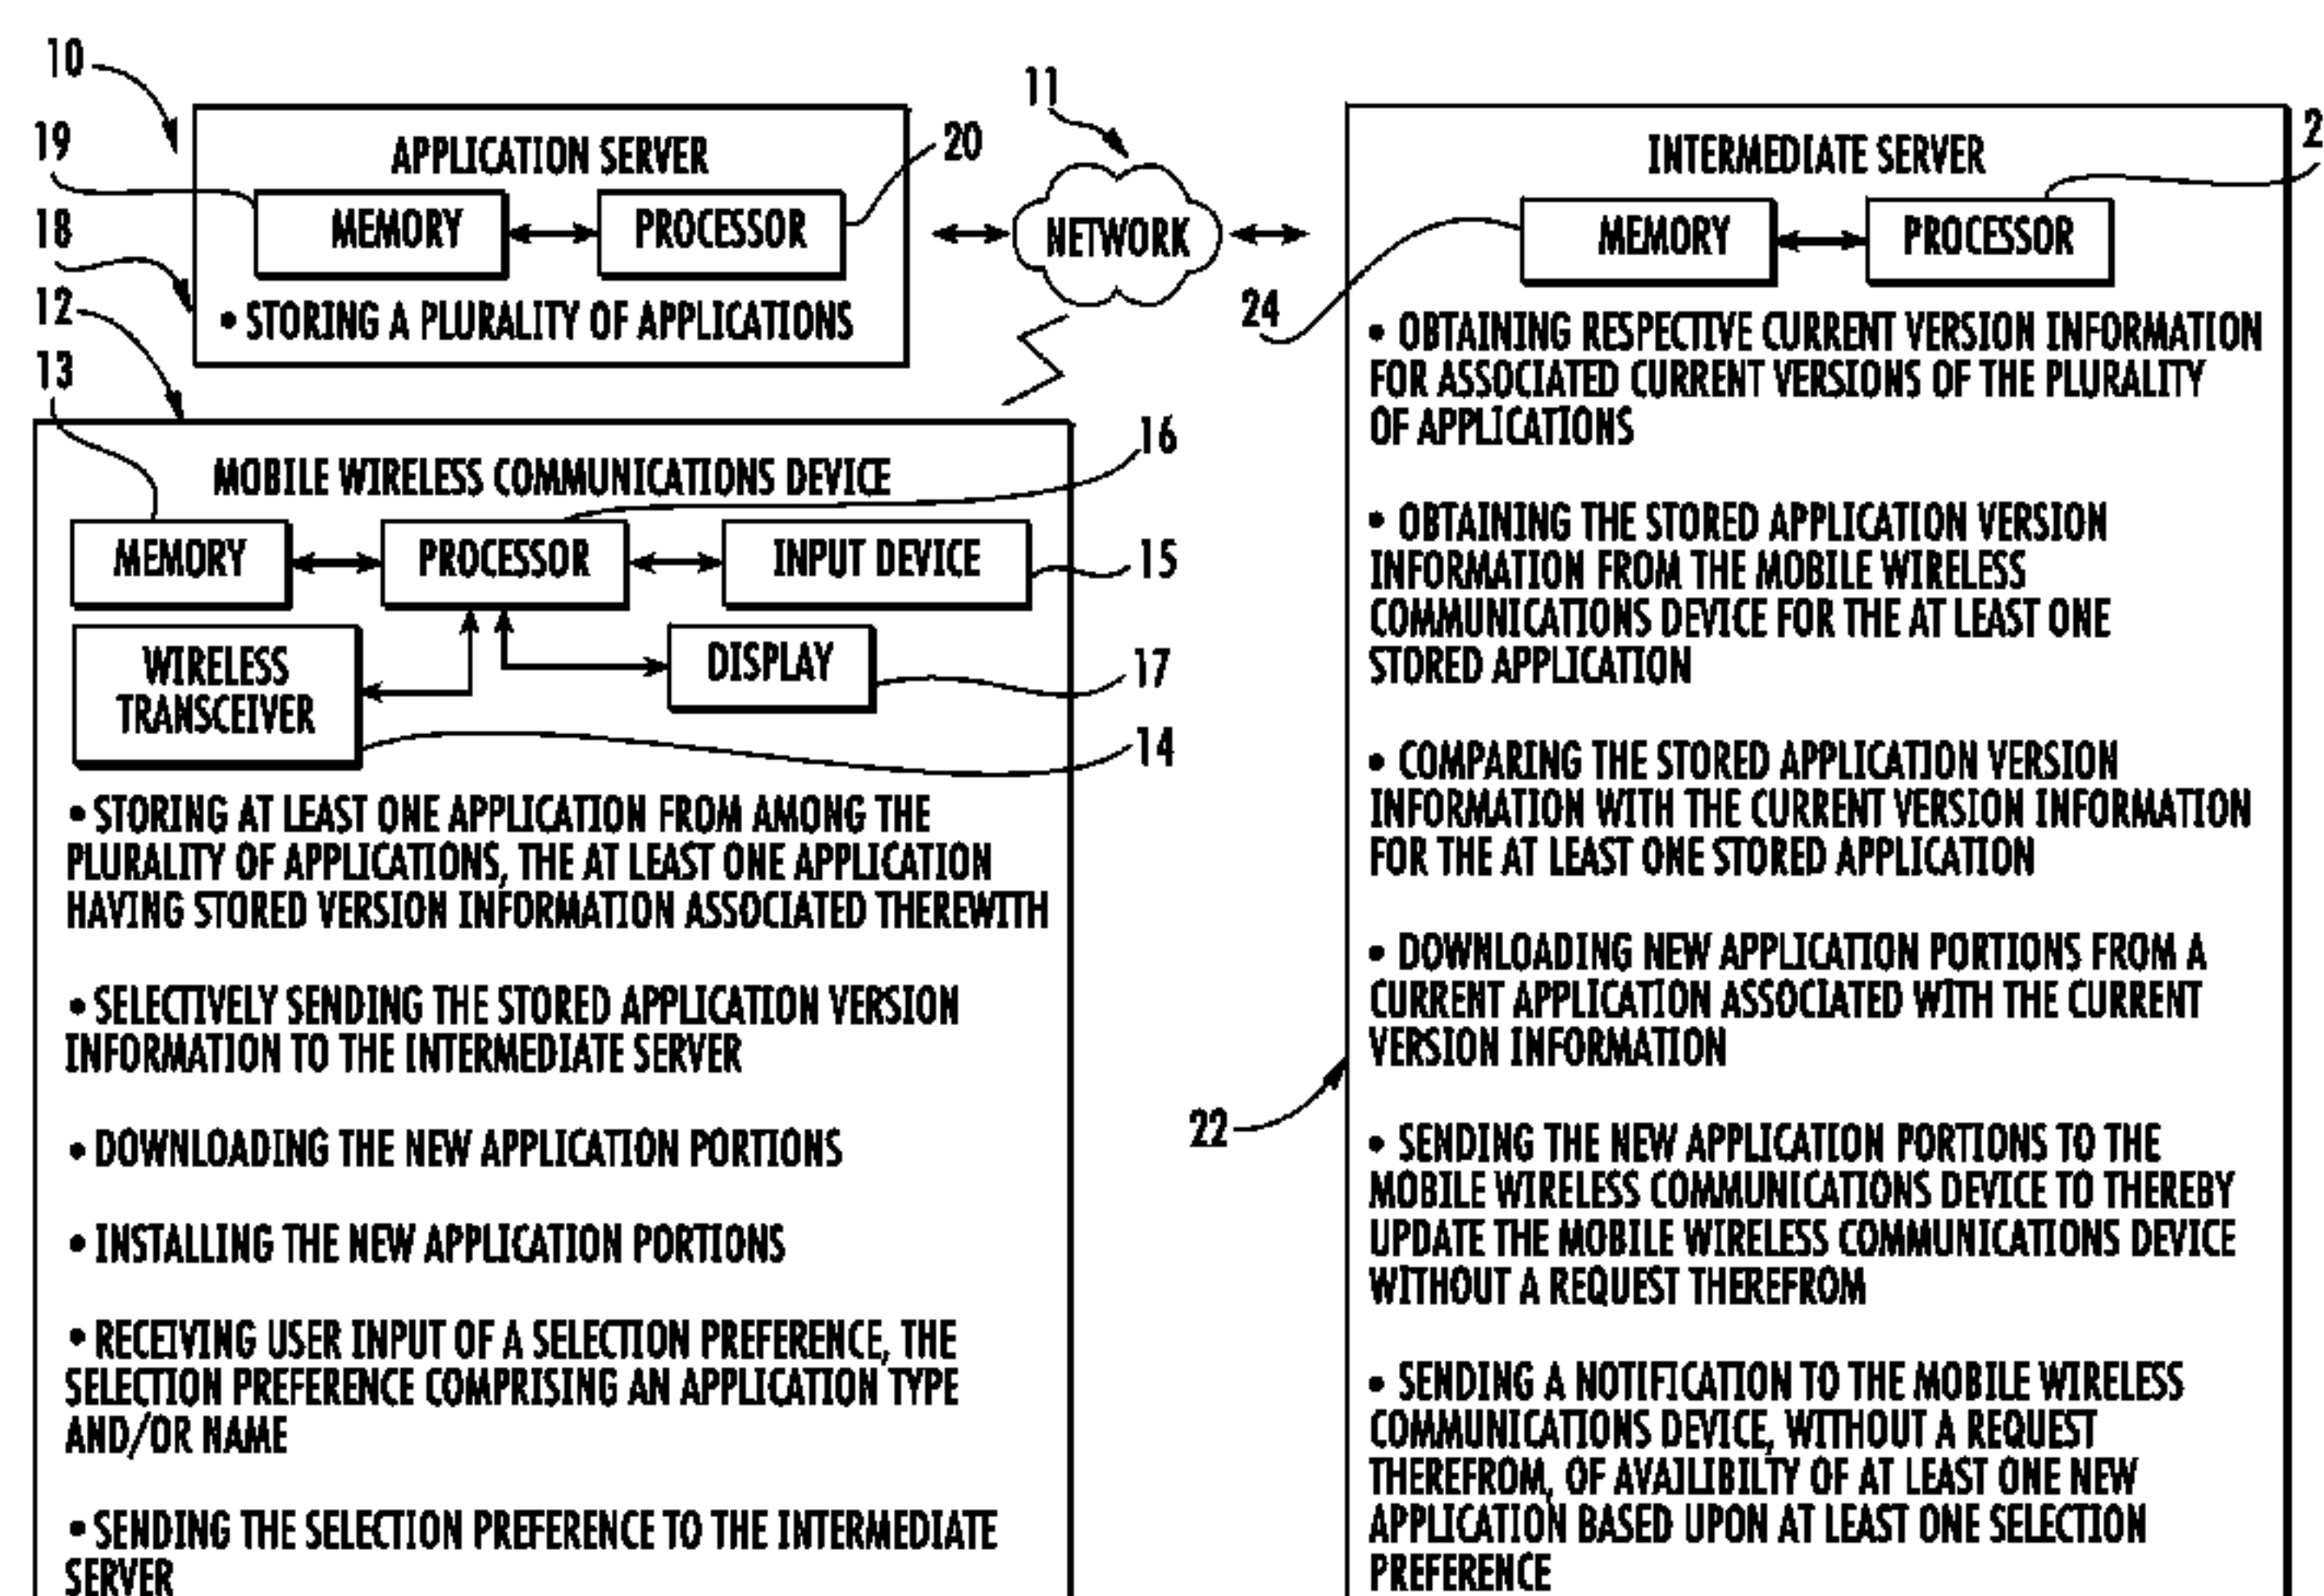 10
11
19
APPLICATION SERVER
20
INTERMEDIATE SERVER
MEMORY
PROCESSOR
NETWORK
MEMORY
PROCESSOR
18
12
• STORING A PLURALITY OF APPLICATIONS
24
13
MOBILE WIRELESS COMMUNICATIONS DEVICE
16
MEMORY
PROCESSOR
INPUT DEVICE
15
WIRELESS
TRANSCEIVER
DISPLAY
17
14
• STORING AT LEAST ONE APPLICATION FROM AMONG THE
PLURALITY OF APPLICATIONS, THE AT LEAST ONE APPLICATION
HAVING STORED VERSION INFORMATION ASSOCIATED THEREWITH
• SELECTIVELY SENDING THE STORED APPLICATION VERSION
INFORMATION TO THE INTERMEDIATE SERVER
• DOWNLOADING THE NEW APPLICATION PORTIONS
• INSTALLING THE NEW APPLICATION PORTIONS
• RECEIVING USER INPUT OF A SELECTION PREFERENCE, THE
SELECTION PREFERENCE COMPRISING AN APPLICATION TYPE
AND/OR NAME
• SENDING THE SELECTION PREFERENCE TO THE INTERMEDIATE
SERVER
• OBTAINING RESPECTIVE CURRENT VERSION INFORMATION
FOR ASSOCIATED CURRENT VERSIONS OF THE PLURALITY
OF APPLICATIONS
• OBTAINING THE STORED APPLICATION VERSION
INFORMATION FROM THE MOBILE WIRELESS
COMMUNICATIONS DEVICE FOR THE AT LEAST ONE
STORED APPLICATION
• COMPARING THE STORED APPLICATION VERSION
INFORMATION WITH THE CURRENT VERSION INFORMATION
FOR THE AT LEAST ONE STORED APPLICATION
• DOWNLOADING NEW APPLICATION PORTIONS FROM A
CURRENT APPLICATION ASSOCIATED WITH THE CURRENT
VERSION INFORMATION
22
• SENDING THE NEW APPLICATION PORTIONS TO THE
MOBILE WIRELESS COMMUNICATIONS DEVICE TO THEREBY
UPDATE THE MOBILE WIRELESS COMMUNICATIONS DEVICE
WITHOUT A REQUEST THEREFROM
• SENDING A NOTIFICATION TO THE MOBILE WIRELESS
COMMUNICATIONS DEVICE, WITHOUT A REQUEST
THEREFROM, OF AVAILIBILTY OF AT LEAST ONE NEW
APPLICATION BASED UPON AT LEAST ONE SELECTION
PREFERENCE